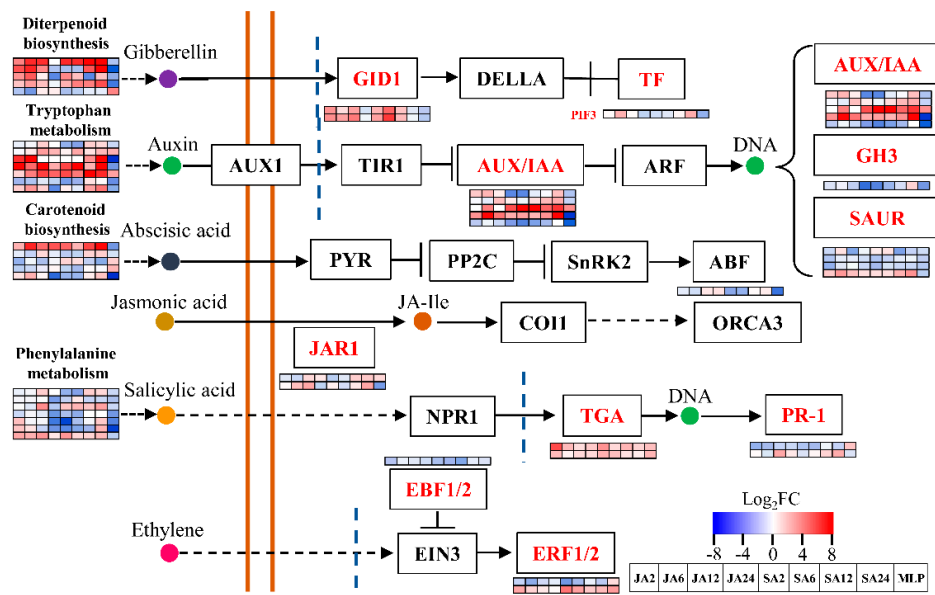 Diterpenoid
biosynthesis
Gibberellin
GID1
DELLA
TF
PIF3
AUX/IAA
Tryptophan
metabolism
Auxin
AUX1
TIR1
AUX/IAA
ARF
DNA
GH3
SAUR
Carotenoid
biosynthesis
Abscisic acid
PYR
PP2C
SnRK2
ABF
Jasmonic acid
JA-Ile
COI1
ORCA3
JAR1
Phenylalanine
metabolism
Salicylic acid
NPR1
TGA
DNA
PR-1
EBF1/2
Ethylene
EIN3
ERF1/2
Log2FC
-8 -4 0 4 8
JA2 JA6 JA12 JA24 SA2 SA6 SA12 SA24 MLP